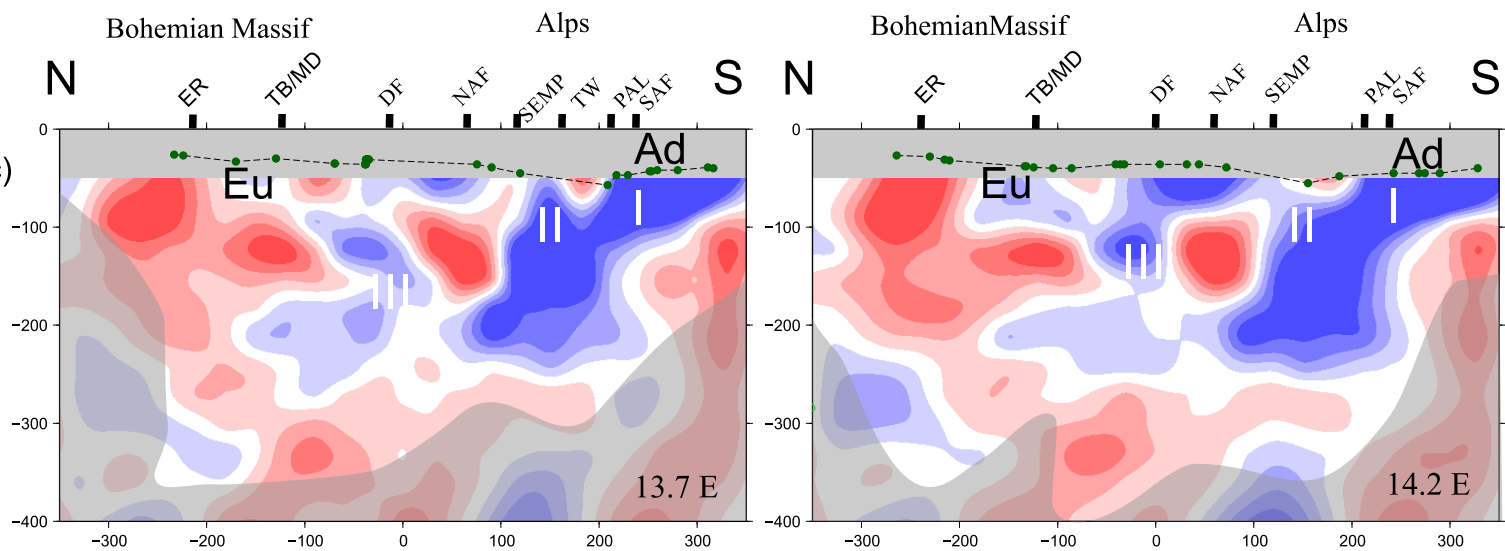 Bohemian Massif Alps
N ER TB/MD DF NAF SEMP TW PAL SAF S
0
−100
−200
−300
−400
Eu
Ad
I
II
III
13.7 E
−300 −200 −100 0 100 200 300
BohemianMassif Alps
N ER TB/MD DF NAF SEMP PAL SAF S
0
−100
−200
−300
−400
Eu
Ad
I
II
III
14.2 E
−300 −200 −100 0 100 200 300